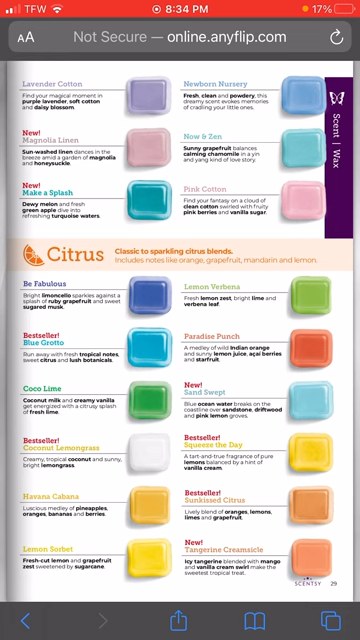 TFW
8:34 PM
17%
AA
Not Secure — online.anyflip.com
Lavender Cotton
Find your magical moment in
purple lavender, soft cotton
and daisy blossom.
Newborn Nursery
Fresh, clean and powdery, this
dreamy scent evokes memories
of cradling your little ones.
New!
Magnolia Linen
Sun-washed linen dances in the
breeze amid a garden of magnolia
and honeysuckle.
Now & Zen
Sunny grapefruit balances
calming chamomile in a yin
and yang kind of love story.
New!
Make a Splash
Dewy melon and fresh
green apple dive into
refreshing turquoise waters.
Pink Cotton
Find your fantasy on a cloud of
clean cotton swirled with fruity
pink berries and vanilla sugar.
Scent | Wax
Citrus
Classic to sparkling citrus blends.
Includes notes like orange, grapefruit, mandarin and lemon.
Be Fabulous
Bright limoncello sparkles against a
splash of ruby grapefruit and sweet
sugared musk.
Lemon Verbena
Fresh lemon zest, bright lime and
verbena leaf.
Bestseller!
Blue Grotto
Run away with fresh tropical notes,
sweet citrus and lush botanicals.
Paradise Punch
A medley of wild Indian orange
and sunny lemon juice, açaí berries
and starfruit.
Coco Lime
Coconut milk and creamy vanilla
get energized with a citrusy splash
of fresh lime.
New!
Sand Swept
Blue ocean water breaks on the
coastline over sandstone, driftwood
and pink lemon groves.
Bestseller!
Coconut Lemongrass
Creamy, tropical coconut and sunny,
bright lemongrass.
Bestseller!
Squeeze the Day
A tart-and-true fragrance of pure
lemons balanced by a hint of
vanilla cream.
Havana Cabana
Luscious medley of pineapples,
oranges, bananas and berries.
Bestseller!
Sunkissed Citrus
Lively blend of oranges, lemons,
limes and grapefruit.
Lemon Sorbet
Fresh-cut lemon and grapefruit
zest sweetened by sugarcane.
New!
Tangerine Creamsicle
Icy tangerine blended with mango
and vanilla cream swirl make the
sweetest tropical treat.
SCENTSY 29